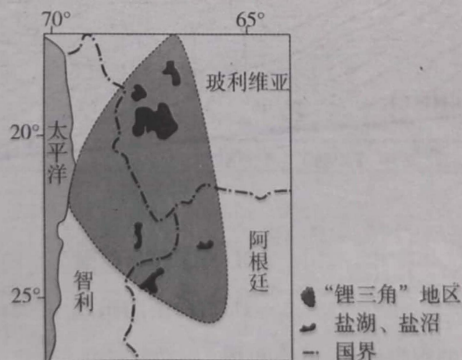 70° 65°
玻利维亚
20°
太平洋
阿根廷
智利
25°
“锂三角”地区
盐湖、盐沼
国界